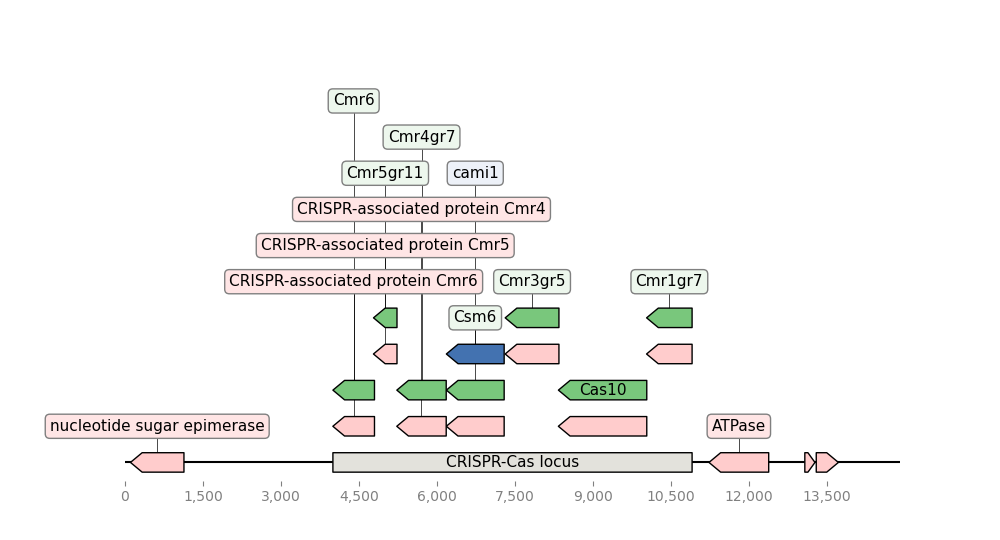 Cmr6
Cmr4gr7
Cmr5gr11 cami1
CRISPR-associated protein Cmr4
CRISPR-associated protein Cmr5
CRISPR-associated protein Cmr6 Cmr3gr5 Cmr1gr7
Csm6
Cas10
nucleotide sugar epimerase ATPase
CRISPR-Cas locus
0 1,500 3,000 4,500 6,000 7,500 9,000 10,500 12,000 13,500